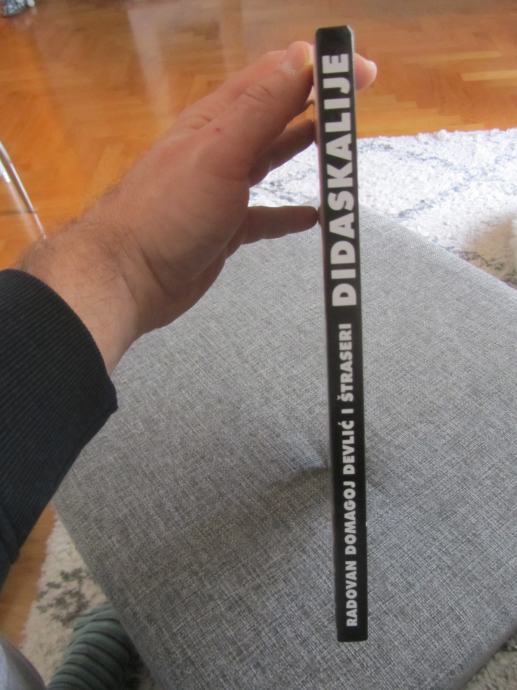 RADOVAN DOMAGOJ DEVLIĆ I ŠTRASERI DIDASKALIJE